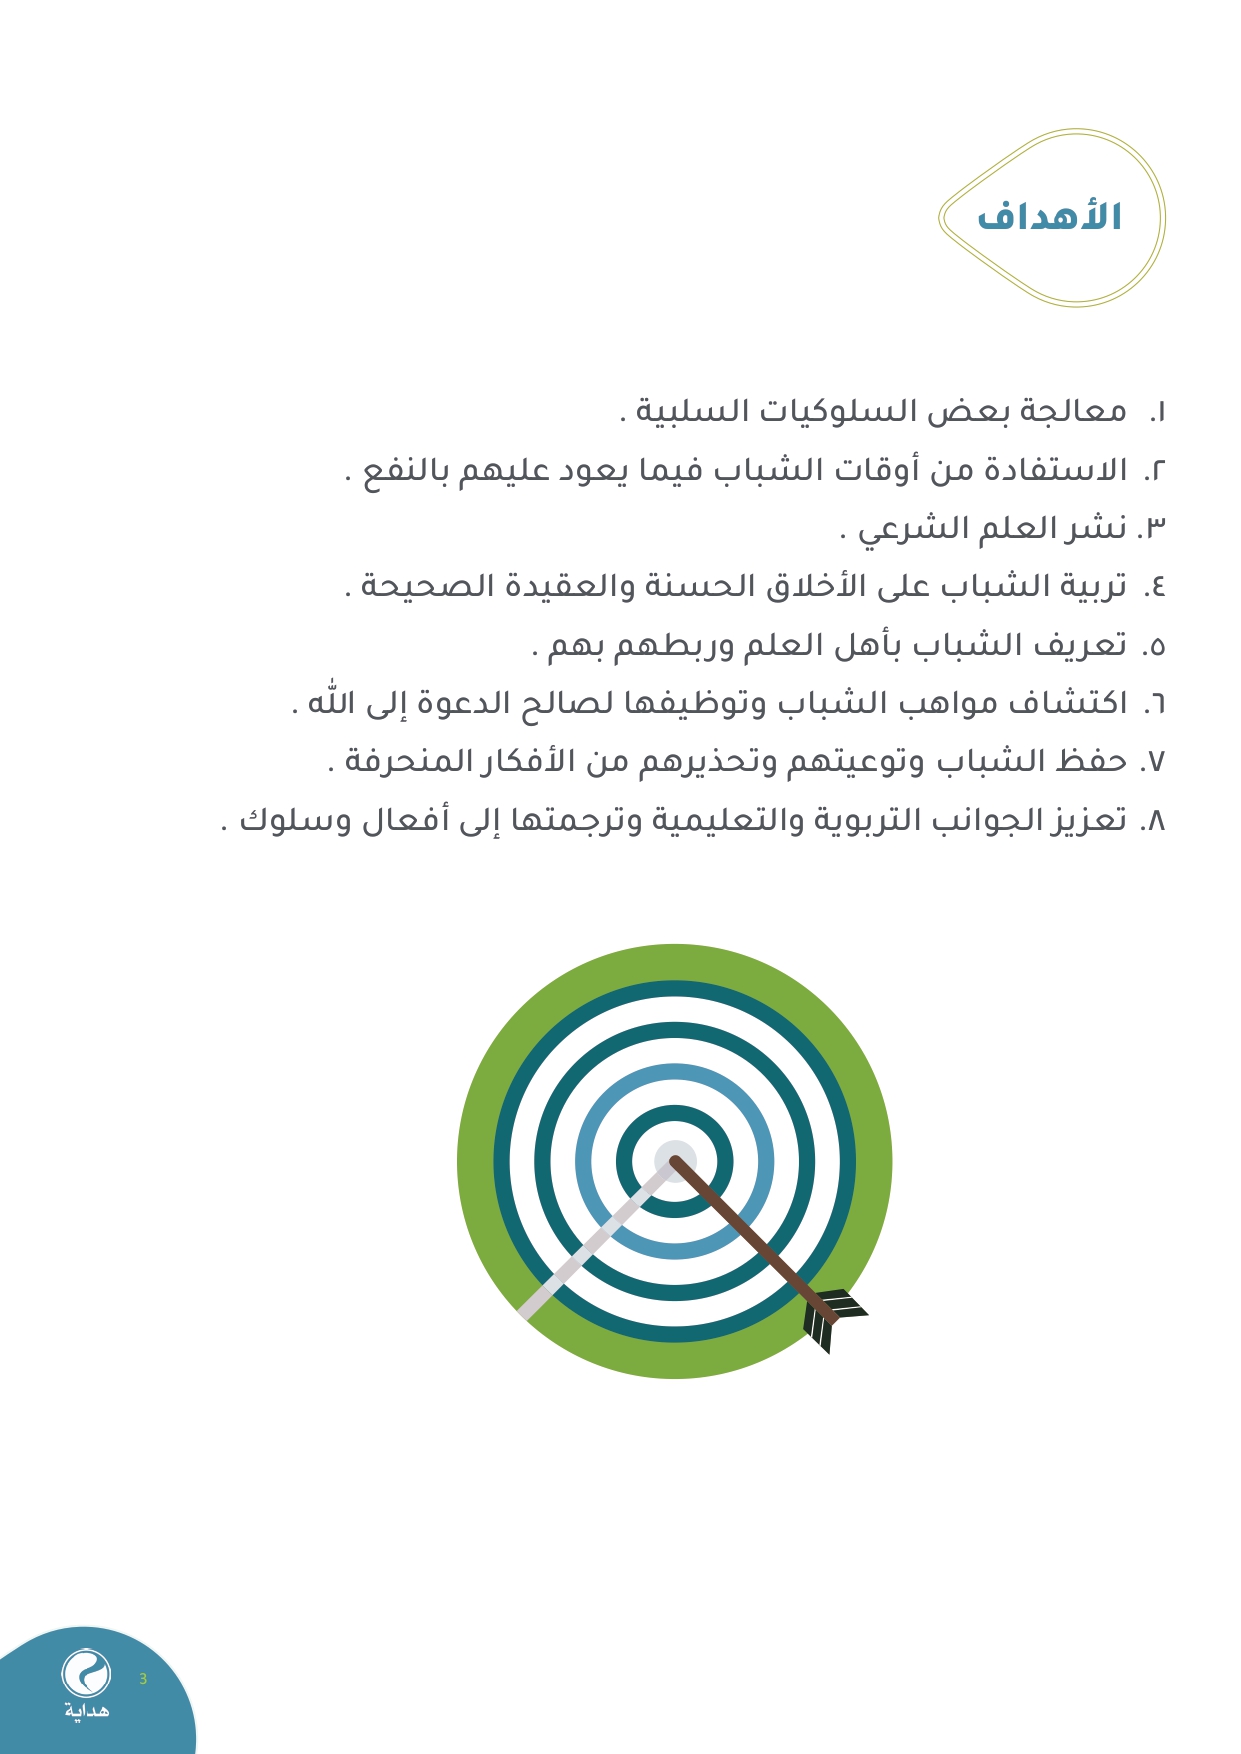 الأهداف
١. معالجة بعض السلوكيات السلبية .
٢. الاستفادة من أوقات الشباب فيما يعود عليهم بالنفع .
٣. نشر العلم الشرعي .
٤. تربية الشباب على الأخلاق الحسنة والعقيدة الصحيحة .
٥. تعريف الشباب بأهل العلم وربطهم بهم .
٦. اكتشاف مواهب الشباب وتوظيفها لصالح الدعوة إلى الله .
٧. حفظ الشباب وتوعيتهم وتحذيرهم من الأفكار المنحرفة .
٨. تعزيز الجوانب التربوية والتعليمية وترجمتها إلى أفعال وسلوك .
3
هداية